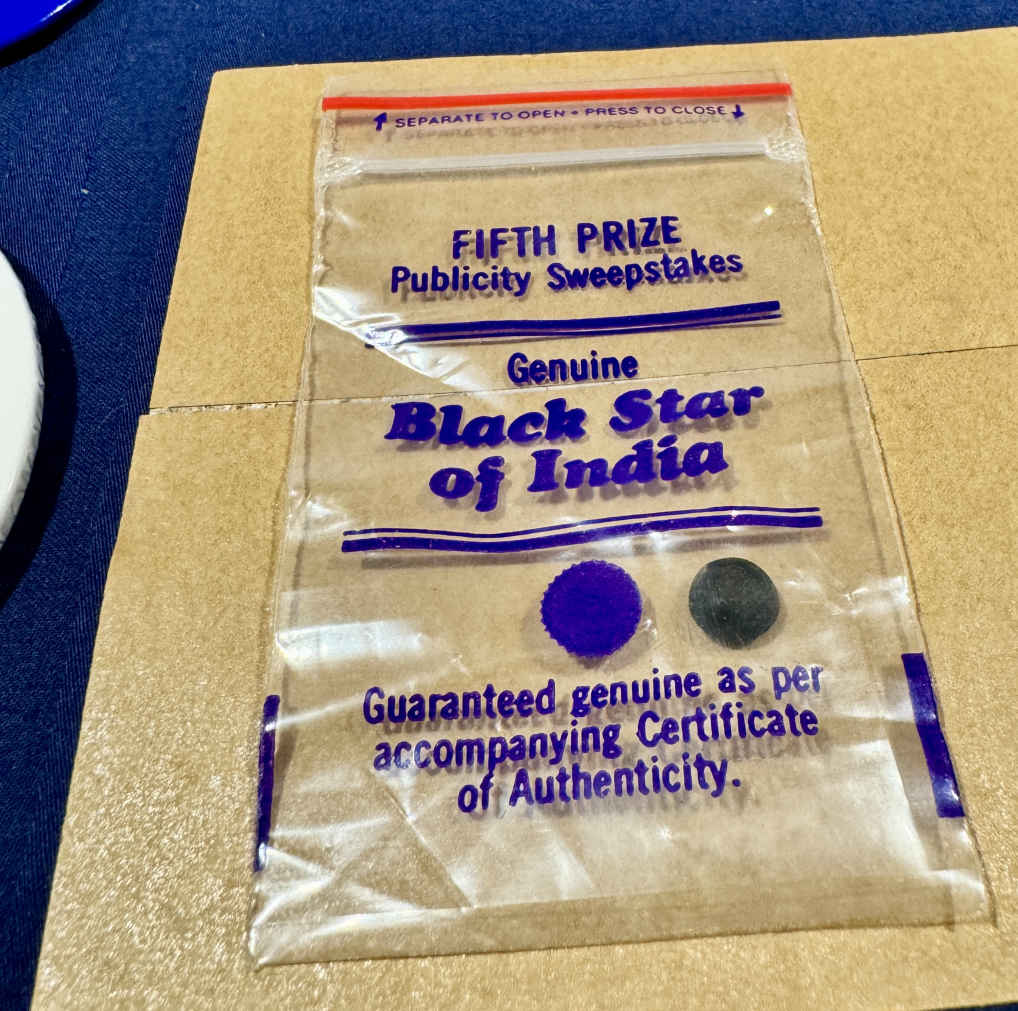 SEPARATE TO OPEN • PRESS TO CLOSE
FIFTH PRIZE
Publicity Sweepstakes
Genuine
Black Star
of India
Guaranteed genuine as per
accompanying Certificate
of Authenticity.